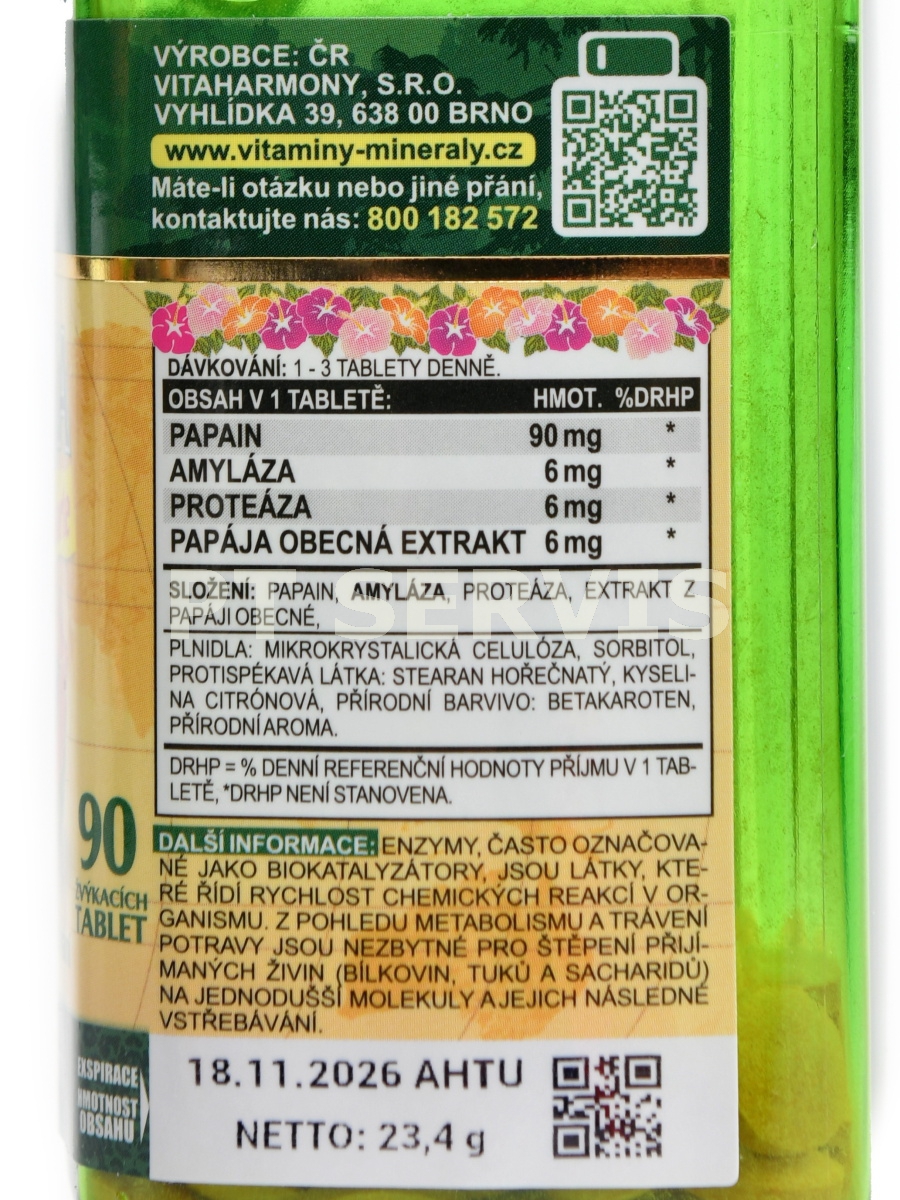 VÝROBCE: ČR
VITAHARMONY, S.R.O.
VYHLÍDKA 39, 638 00 BRNO
www.vitaminy-mineraly.cz
Máte-li otázku nebo jiné přání,
kontaktujte nás: 800 182 572
DÁVKOVÁNÍ: 1 - 3 TABLETY DENNĚ.
OBSAH V 1 TABLETĚ: HMOT. %DRHP
PAPAIN 90 mg *
AMYLÁZA 6 mg *
PROTEÁZA 6 mg *
PAPÁJA OBECNÁ EXTRAKT 6 mg *
SLOŽENÍ: PAPAIN, AMYLÁZA, PROTEÁZA, EXTRAKT Z
PAPÁJI OBECNÉ,
PT SERVIS
PLNIDLA: MIKROKRYSTALICKÁ CELULÓZA, SORBITOL,
PROTISPÉKAVÁ LÁTKA: STEARAN HOŘEČNATÝ, KYSELI-
NA CITRÓNOVÁ, PŘÍRODNÍ BARVIVO: BETAKAROTEN,
PŘÍRODNÍ AROMA.
DRHP = % DENNÍ REFERENČNÍ HODNOTY PŘÍJMU V 1 TAB-
LETĚ, *DRHP NENÍ STANOVENA.
90
ŽVÝKACÍCH
TABLET
DALŠÍ INFORMACE: ENZYMY, ČASTO OZNAČOVA-
NÉ JAKO BIOKATALYZÁTORY, JSOU LÁTKY, KTE-
RÉ ŘÍDÍ RYCHLOST CHEMICKÝCH REAKCÍ V OR-
GANISMU. Z POHLEDU METABOLISMU A TRÁVENÍ
POTRAVY JSOU NEZBYTNÉ PRO ŠTĚPENÍ PŘIJÍ-
MANÝCH ŽIVIN (BÍLKOVIN, TUKŮ A SACHARIDŮ)
NA JEDNODUŠŠÍ MOLEKULY A JEJICH NÁSLEDNÉ
VSTŘEBÁVÁNÍ.
EXSPIRACE
HMOTNOST
OBSAHU
18.11.2026 AHTU
NETTO: 23,4 g